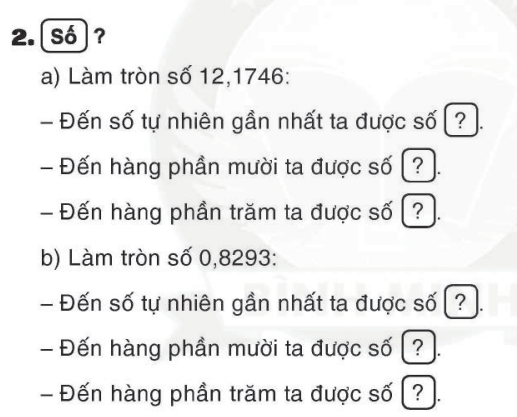 2. Số ?
a) Làm tròn số 12,1746:
– Đến số tự nhiên gần nhất ta được số ?.
– Đến hàng phần mười ta được số ?.
– Đến hàng phần trăm ta được số ?.
b) Làm tròn số 0,8293:
– Đến số tự nhiên gần nhất ta được số ?.
– Đến hàng phần mười ta được số ?.
– Đến hàng phần trăm ta được số ?.